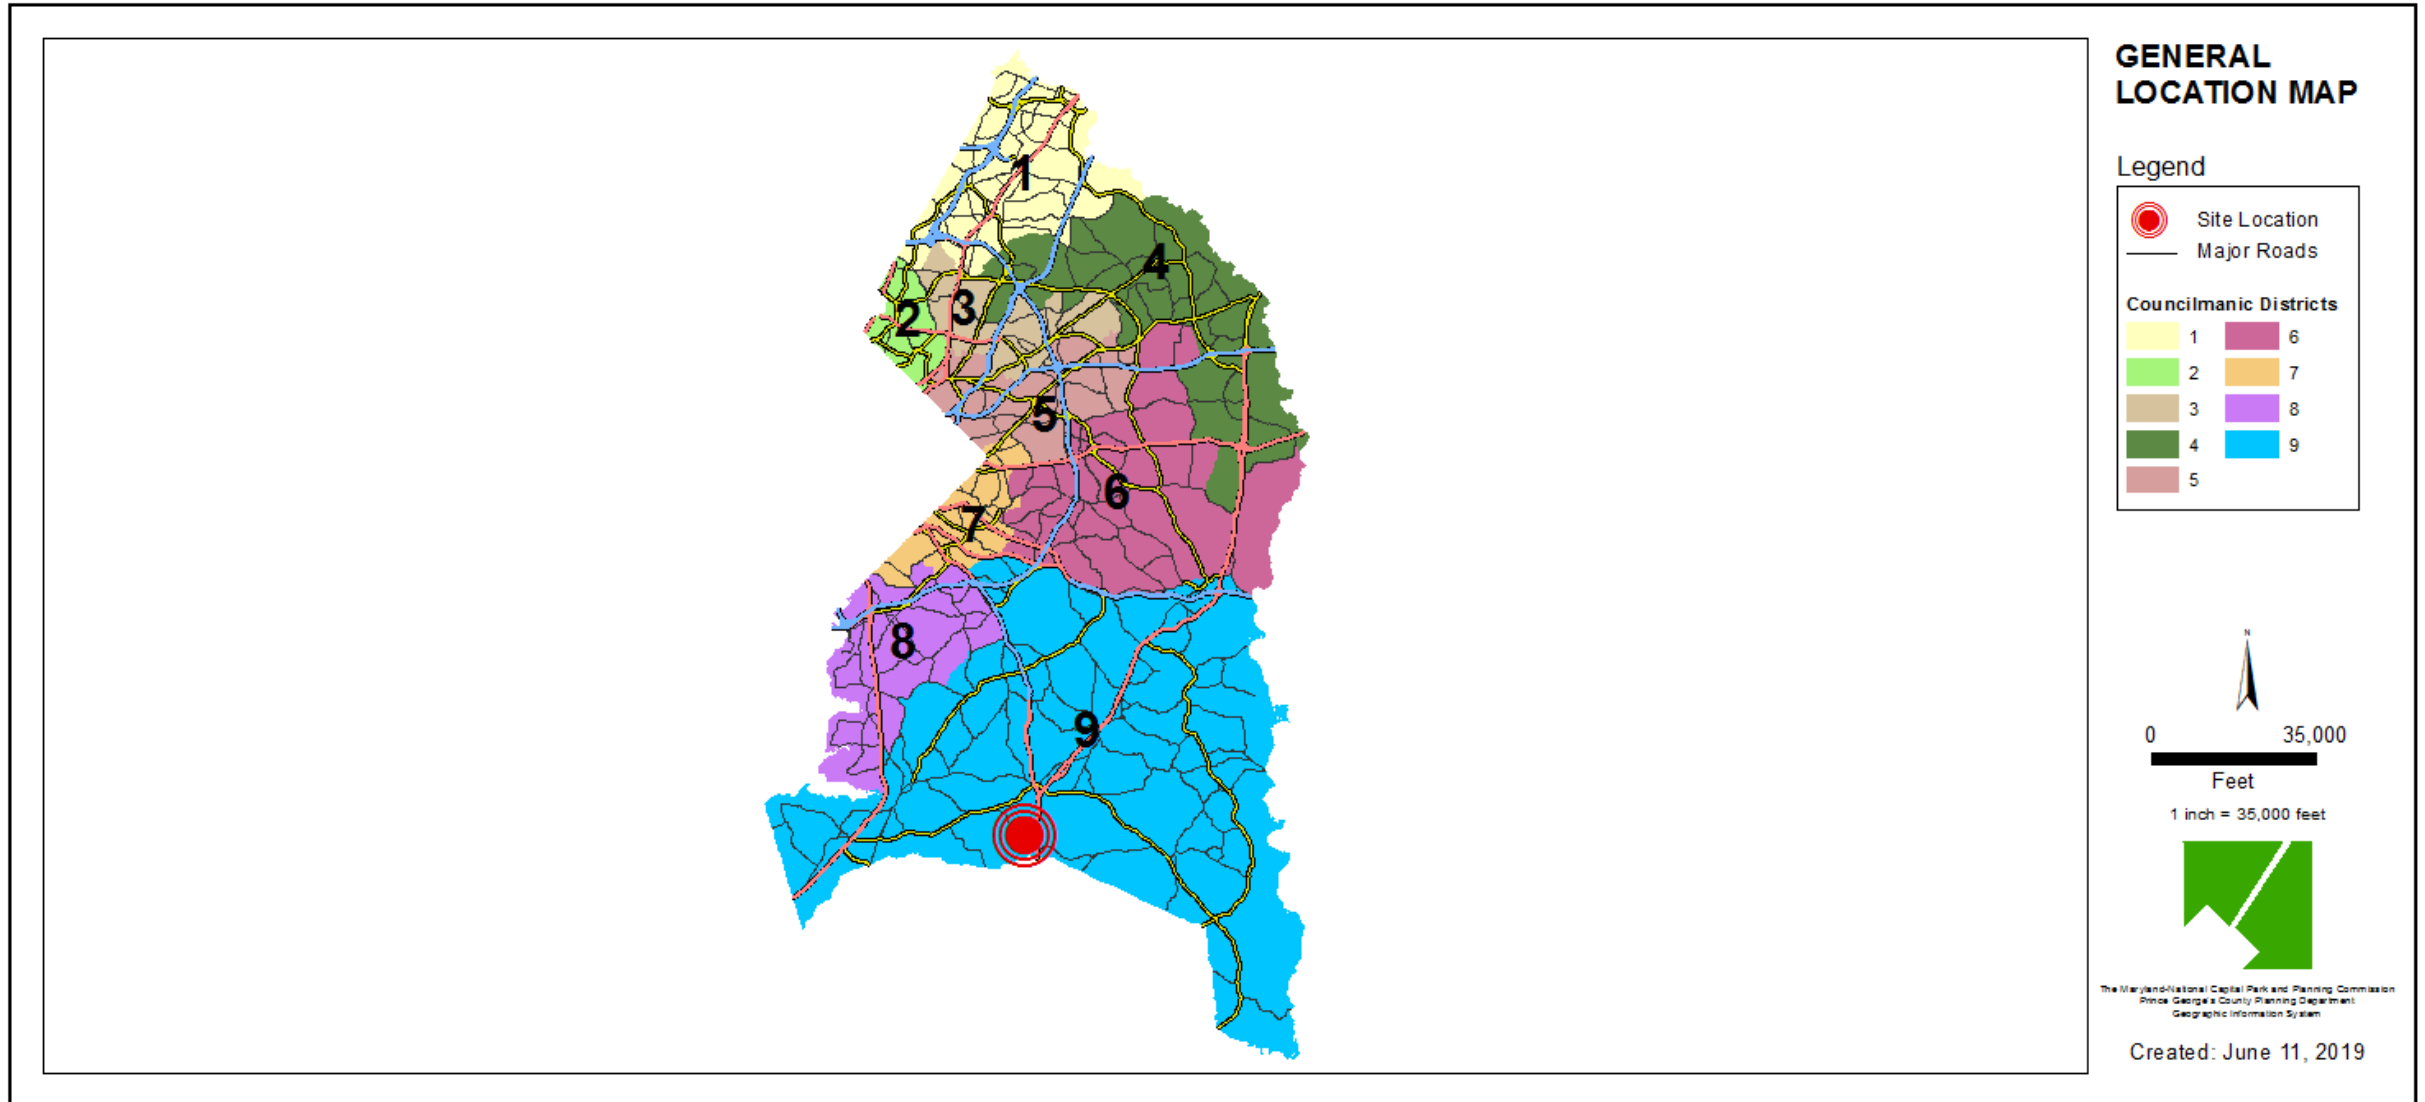 GENERAL
LOCATION MAP
Legend
Site Location
Major Roads
Councilmanic Districts
1 6
2 7
3 8
4 9
5
1
4
3
2
5
6
7
8
9
N
0 35,000
Feet
1 inch = 35,000 feet
The Maryland-National Capital Park and Planning Commission
Prince George's County Planning Department
Geographic Information System
Created: June 11, 2019